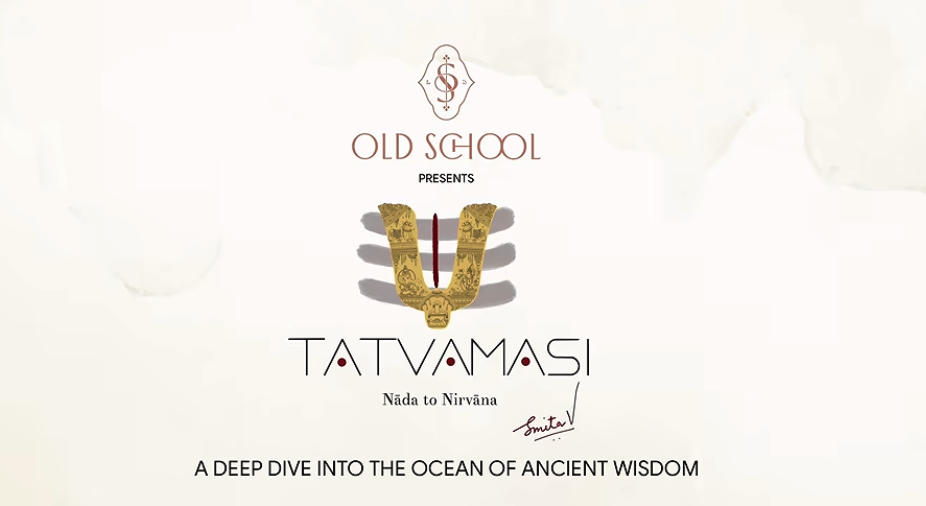 OLD SCHOOL
PRESENTS
TATVAMASI
Nāda to Nirvāna
Smita V
A DEEP DIVE INTO THE OCEAN OF ANCIENT WISDOM